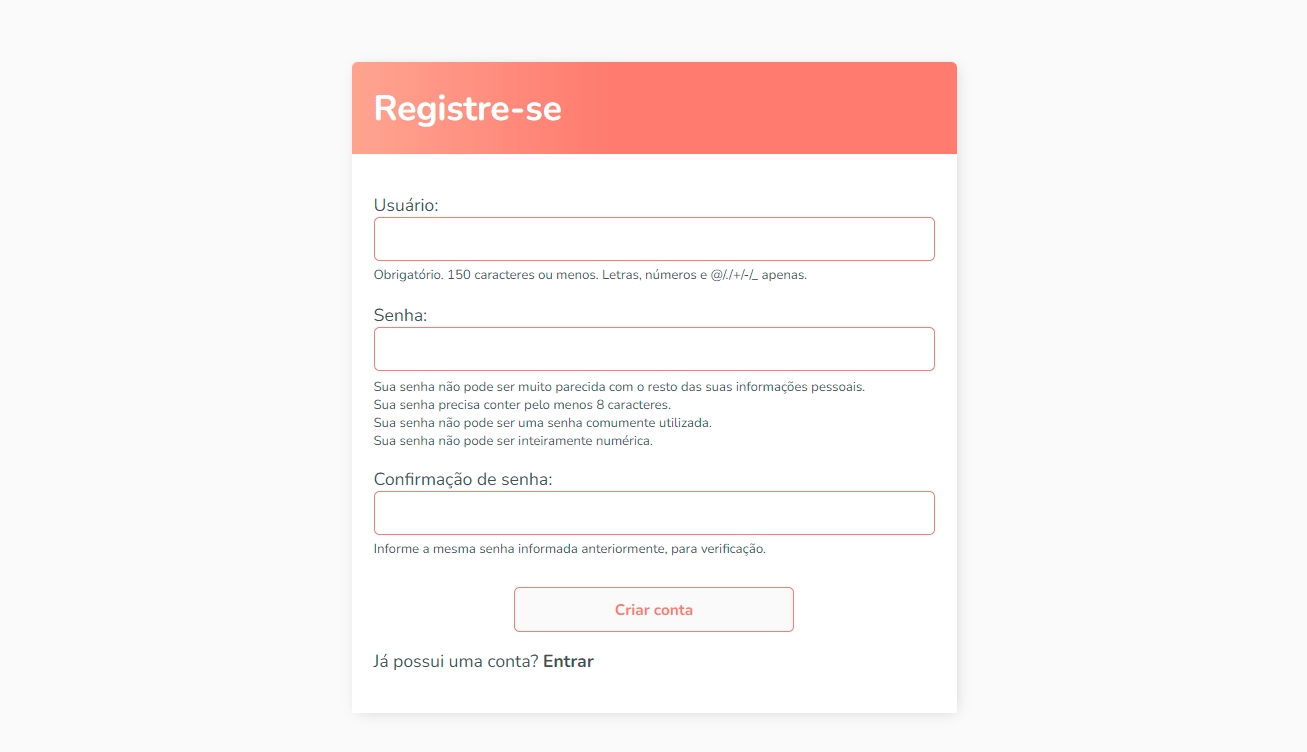 Registre-se
Usuário:
Obrigatório. 150 caracteres ou menos. Letras, números e @/./+/-/_ apenas.
Senha:
Sua senha não pode ser muito parecida com o resto das suas informações pessoais.
Sua senha precisa conter pelo menos 8 caracteres.
Sua senha não pode ser uma senha comumente utilizada.
Sua senha não pode ser inteiramente numérica.
Confirmação de senha:
Informe a mesma senha informada anteriormente, para verificação.
Criar conta
Já possui uma conta? Entrar